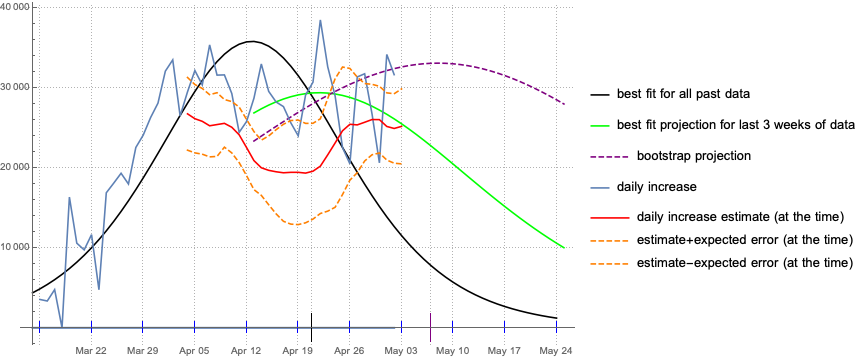 40 000
30 000
20 000
10 000
Mar 22 Mar 29 Apr 05 Apr 12 Apr 19 Apr 26 May 03 May 10 May 17 May 24
best fit for all past data
best fit projection for last 3 weeks of data
bootstrap projection
daily increase
daily increase estimate (at the time)
estimate+expected error (at the time)
estimate−expected error (at the time)